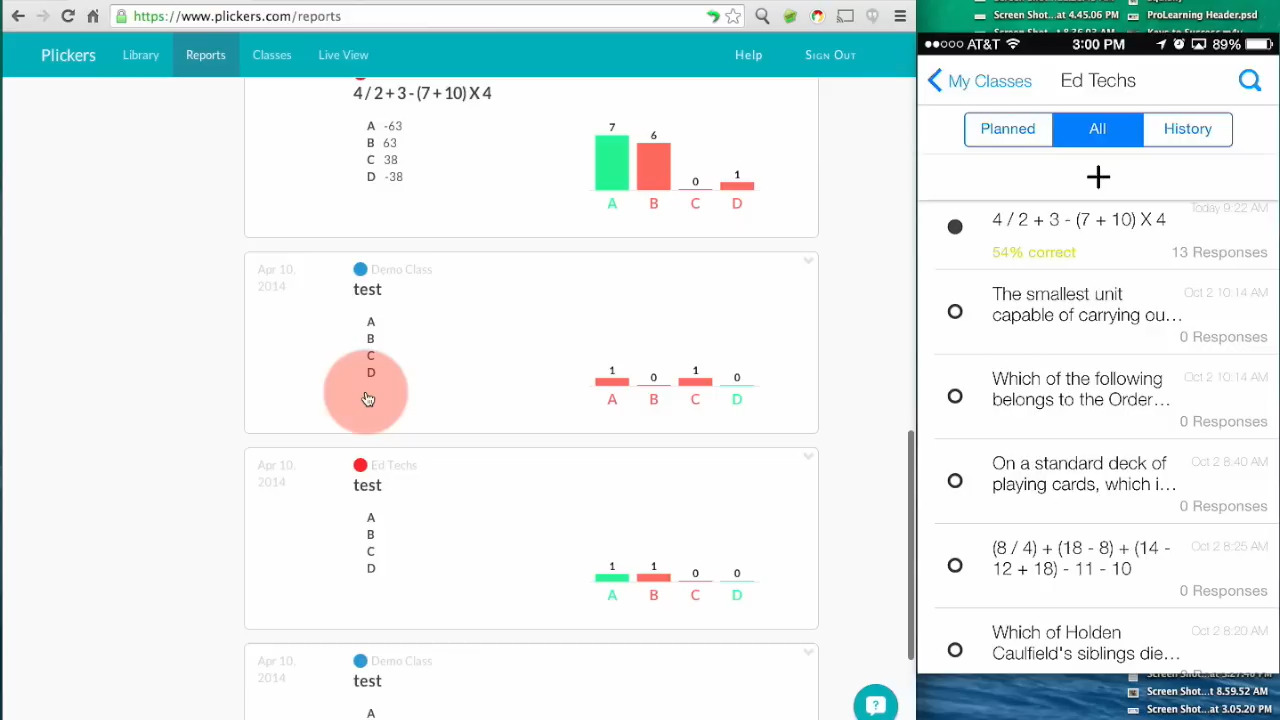 https://www.plickers.com/reports
Plickers
Library
Reports
Classes
Live View
Help
SIGN OUT
4 / 2 + 3 - (7 + 10) X 4
A -63
B 63
C 38
D -38
7
6
0
1
A
B
C
D
Apr 10, 2014
Demo Class
test
A
B
C
D
1
0
1
0
A
B
C
D
Apr 10, 2014
Ed Techs
test
A
B
C
D
1
1
0
0
A
B
C
D
Apr 10, 2014
Demo Class
test
A
?
Screen Shot...at 4.45.06 PM
ProLearning Header.psd
AT&T
3:00 PM
89%
My Classes
Ed Techs
Planned
All
History
+
Today 9:22 AM
4 / 2 + 3 - (7 + 10) X 4
54% correct
13 Responses
The smallest unit
capable of carrying ou...
Oct 2 10:14 AM
0 Responses
Which of the following
belongs to the Order...
Oct 2 10:14 AM
0 Responses
On a standard deck of
playing cards, which i...
Oct 2 8:40 AM
0 Responses
(8 / 4) + (18 - 8) + (14 -
12 + 18) - 11 - 10
Oct 2 8:25 AM
0 Responses
Which of Holden
Caulfield's siblings die...
Oct 2 8:20 AM
Screen Shot...t 8.59.52 AM
Screen Shot...at 3.05.20 PM